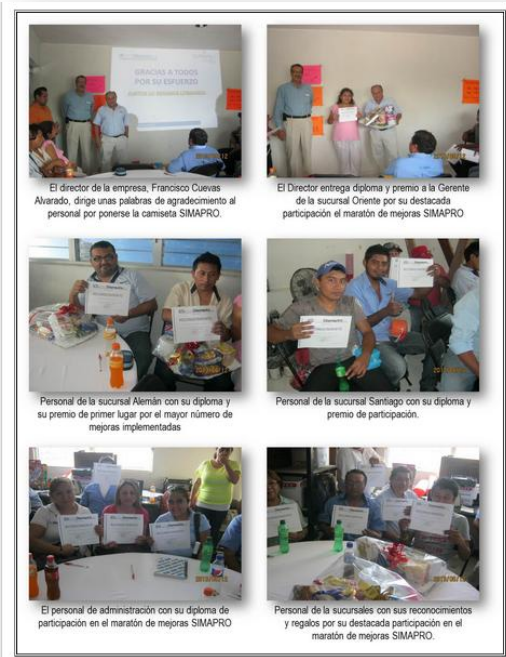 GRACIAS A TODOS
POR SU ESFUERZO
El director de la empresa, Francisco Cuevas
Alvarado, dirige unas palabras de agradecimiento al
personal por ponerse la camiseta SIMAPRO.
El Director entrega diploma y premio a la Gerente
de la sucursal Oriente por su destacada
participación el maratón de mejoras SIMAPRO
Personal de la sucursal Alemán con su diploma y
su premio de primer lugar por el mayor número de
mejoras implementadas
Personal de la sucursal Santiago con su diploma y
premio de participación.
El personal de administración con su diploma de
participación en el maratón de mejoras SIMAPRO
Personal de la sucursales con sus reconocimientos
y regalos por su destacada participación en el
maratón de mejoras SIMAPRO.